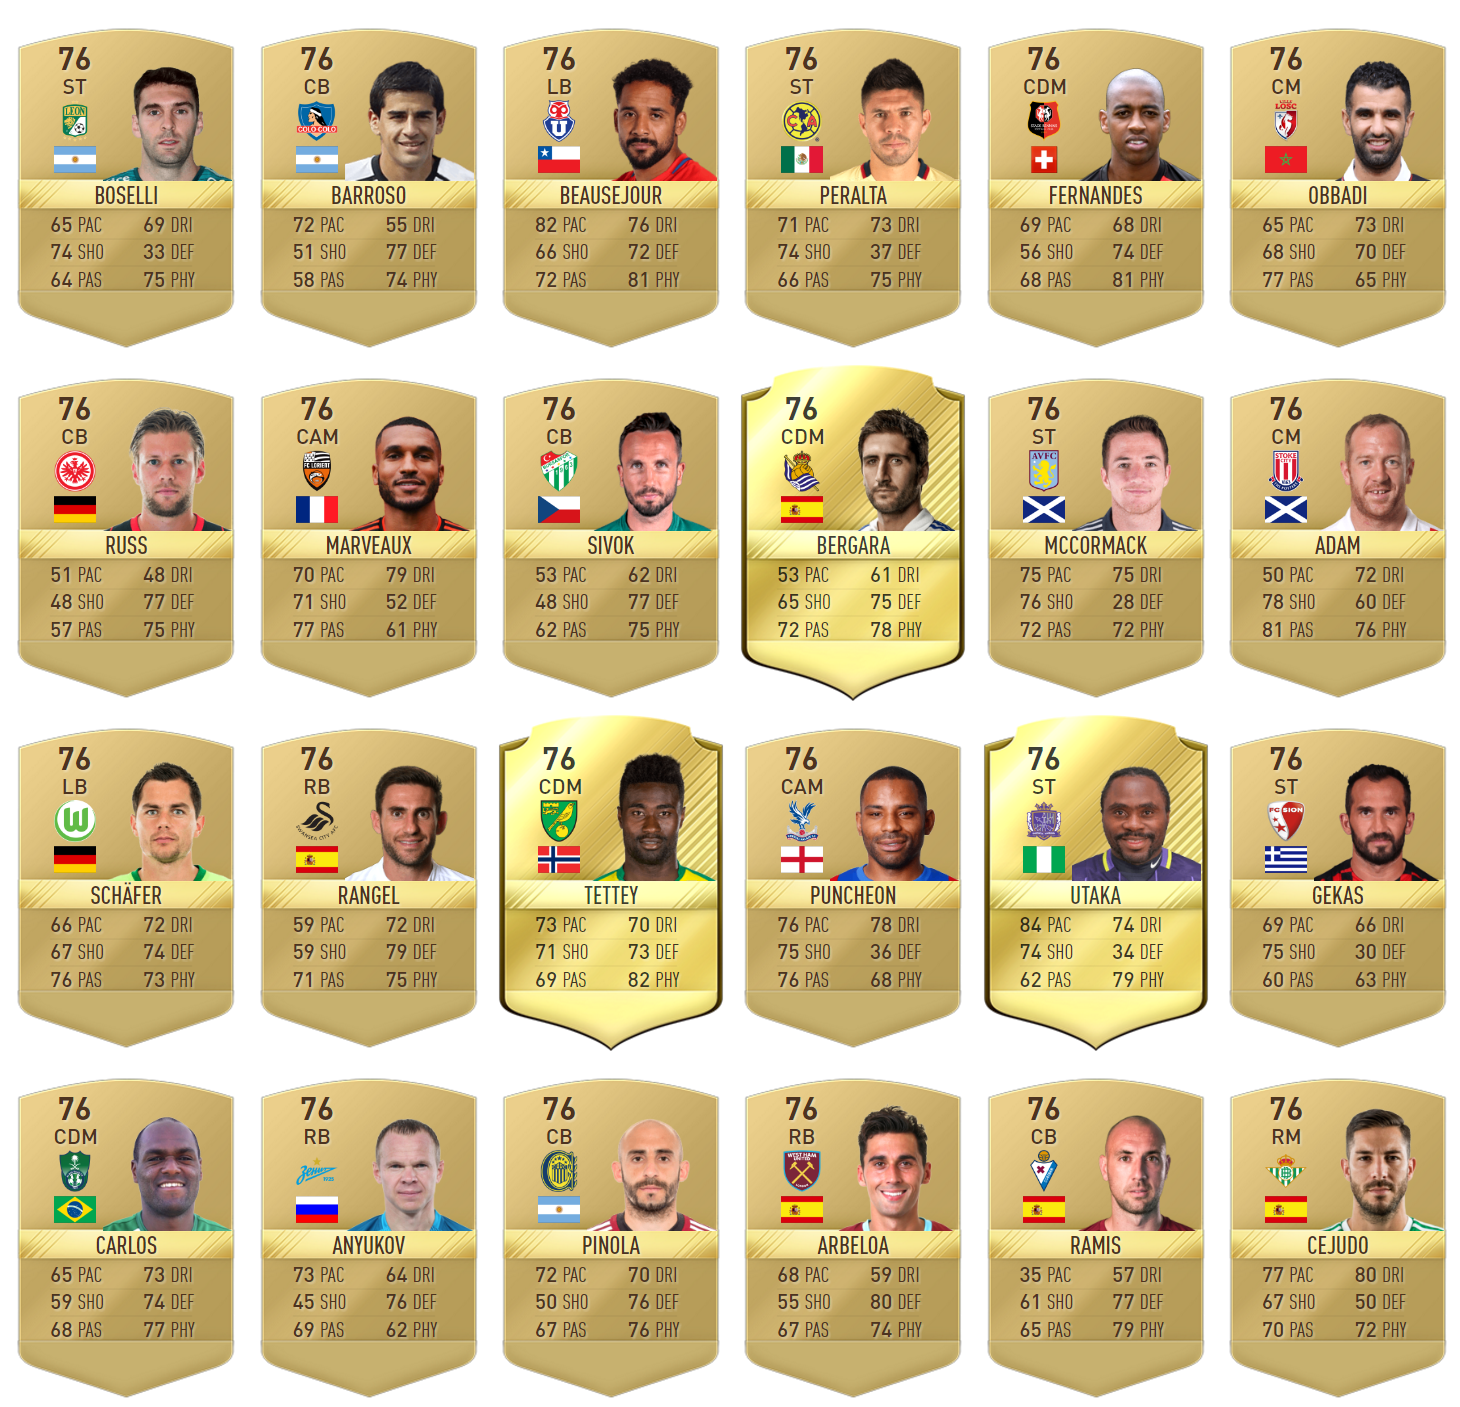 76
ST
LEON
BOSELLI
65 PAC 69 DRI
74 SHO 33 DEF
64 PAS 75 PHY
76
CB
COLO COLO
BARROSO
72 PAC 55 DRI
51 SHO 77 DEF
58 PAS 74 PHY
76
LB
U
BEAUSEJOUR
82 PAC 76 DRI
66 SHO 72 DEF
72 PAS 81 PHY
76
ST
PERALTA
71 PAC 73 DRI
74 SHO 37 DEF
66 PAS 75 PHY
76
CDM
FERNANDES
69 PAC 68 DRI
56 SHO 74 DEF
68 PAS 81 PHY
76
CM
LOSC
OBBADI
65 PAC 73 DRI
68 SHO 70 DEF
77 PAS 65 PHY
76
CB
RUSS
51 PAC 48 DRI
48 SHO 77 DEF
57 PAS 75 PHY
76
CAM
FC LORIENT
MARVEAUX
70 PAC 79 DRI
71 SHO 52 DEF
77 PAS 61 PHY
76
CB
SIVOK
53 PAC 62 DRI
48 SHO 77 DEF
62 PAS 75 PHY
76
CDM
BERGARA
53 PAC 61 DRI
65 SHO 75 DEF
72 PAS 78 PHY
76
ST
AVFC
MCCORMACK
75 PAC 75 DRI
76 SHO 28 DEF
72 PAS 72 PHY
76
CM
STOKE
CITY
ADAM
50 PAC 72 DRI
78 SHO 60 DEF
81 PAS 76 PHY
76
LB
W
SCHÄFER
66 PAC 72 DRI
67 SHO 74 DEF
76 PAS 73 PHY
76
RB
SWANSEA CITY AFC
RANGEL
59 PAC 72 DRI
59 SHO 79 DEF
71 PAS 75 PHY
76
CDM
TETTEY
73 PAC 70 DRI
71 SHO 73 DEF
69 PAS 82 PHY
76
CAM
PUNCHEON
76 PAC 78 DRI
75 SHO 36 DEF
76 PAS 68 PHY
76
ST
UTAKA
84 PAC 74 DRI
74 SHO 34 DEF
62 PAS 79 PHY
76
ST
FC SION
GEKAS
69 PAC 66 DRI
75 SHO 30 DEF
60 PAS 63 PHY
76
CDM
CARLOS
65 PAC 73 DRI
59 SHO 74 DEF
68 PAS 77 PHY
76
RB
ANYUKOV
73 PAC 64 DRI
45 SHO 76 DEF
69 PAS 62 PHY
76
CB
PINOLA
72 PAC 70 DRI
50 SHO 76 DEF
67 PAS 76 PHY
76
RB
WEST HAM
UNITED
ARBELOA
68 PAC 59 DRI
55 SHO 80 DEF
67 PAS 74 PHY
76
CB
RAMIS
35 PAC 57 DRI
61 SHO 77 DEF
65 PAS 79 PHY
76
RM
CEJUDO
77 PAC 80 DRI
67 SHO 50 DEF
70 PAS 72 PHY